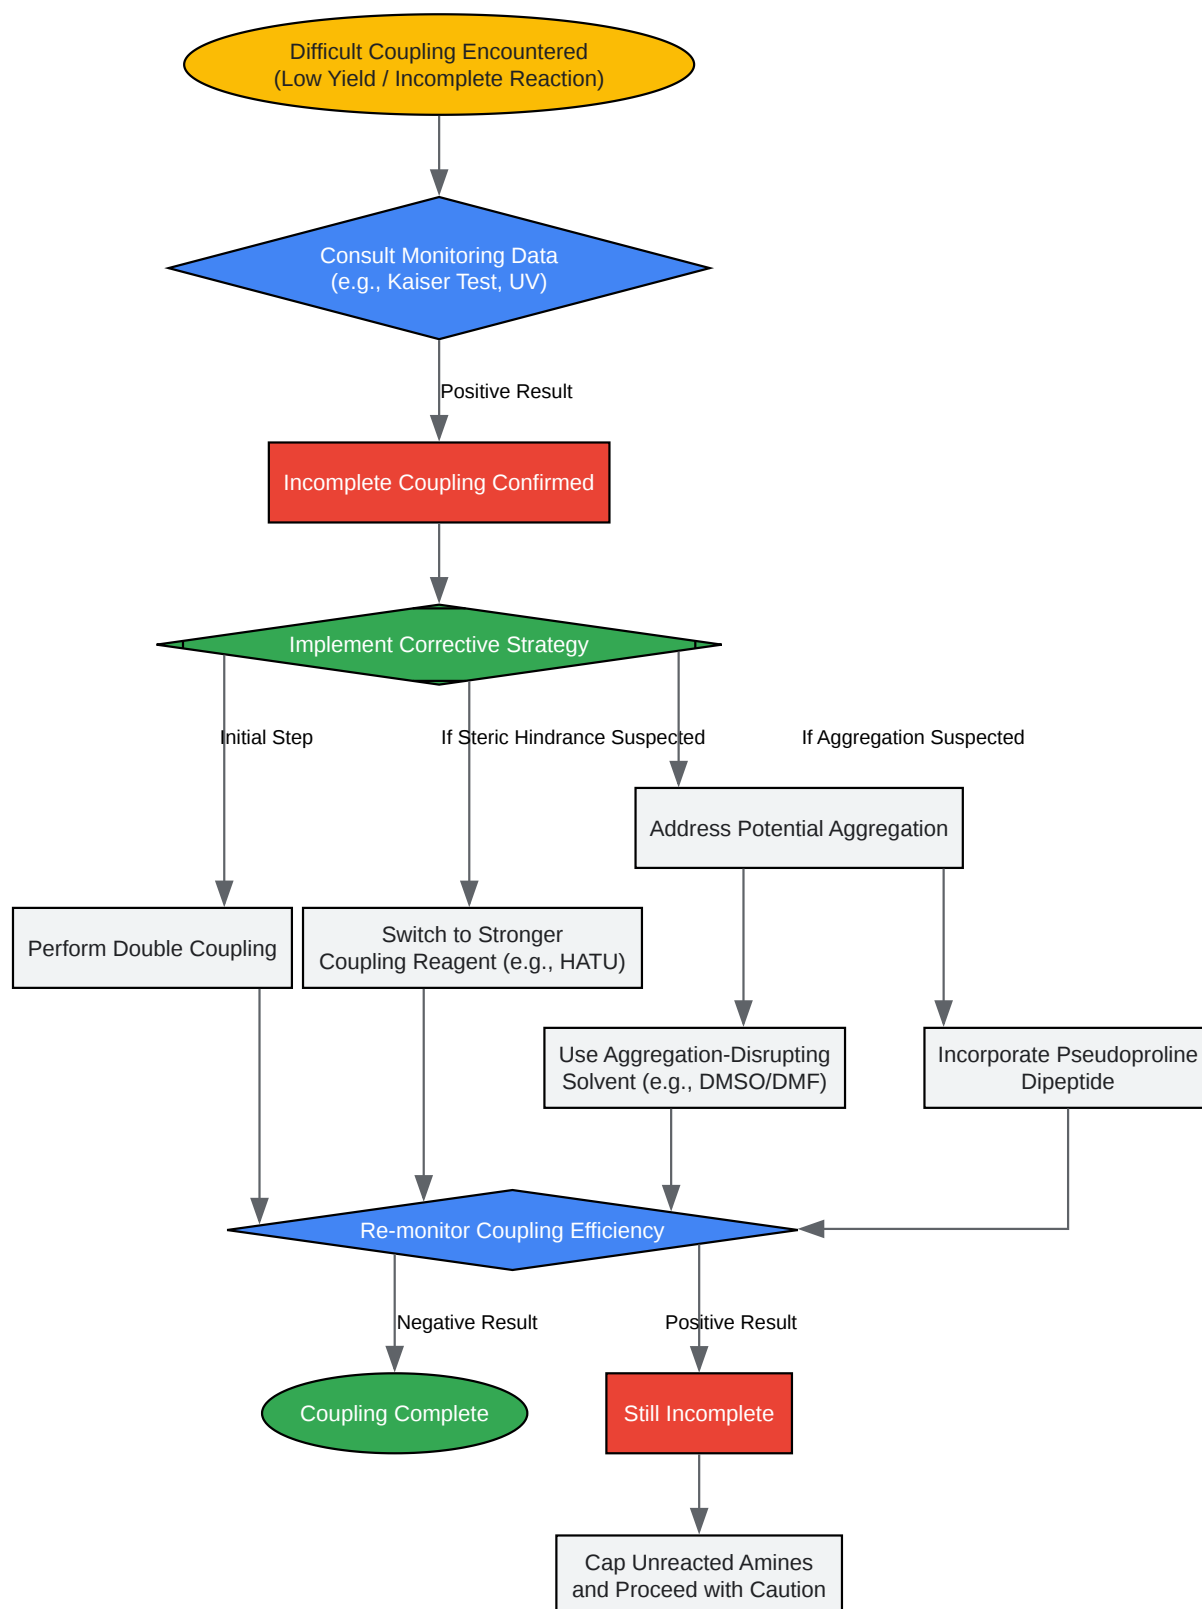 Difficult Coupling Encountered
(Low Yield / Incomplete Reaction)
Consult Monitoring Data
(e.g., Kaiser Test, UV)
Positive Result
Incomplete Coupling Confirmed
Implement Corrective Strategy
Initial Step
If Steric Hindrance Suspected
If Aggregation Suspected
Address Potential Aggregation
Perform Double Coupling
Switch to Stronger
Coupling Reagent (e.g., HATU)
Use Aggregation-Disrupting
Solvent (e.g., DMSO/DMF)
Incorporate Pseudoproline
Dipeptide
Re-monitor Coupling Efficiency
Negative Result
Positive Result
Coupling Complete
Still Incomplete
Cap Unreacted Amines
and Proceed with Caution